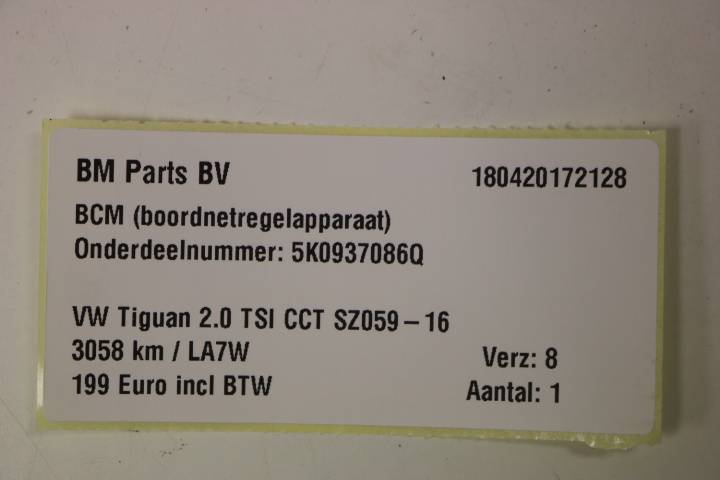 BM Parts BV 180420172128
BCM (boordnetregelapparaat)
Onderdeelnummer: 5K0937086Q
VW Tiguan 2.0 TSI CCT SZ059 – 16
3058 km / LA7W Verz: 8
199 Euro incl BTW Aantal: 1